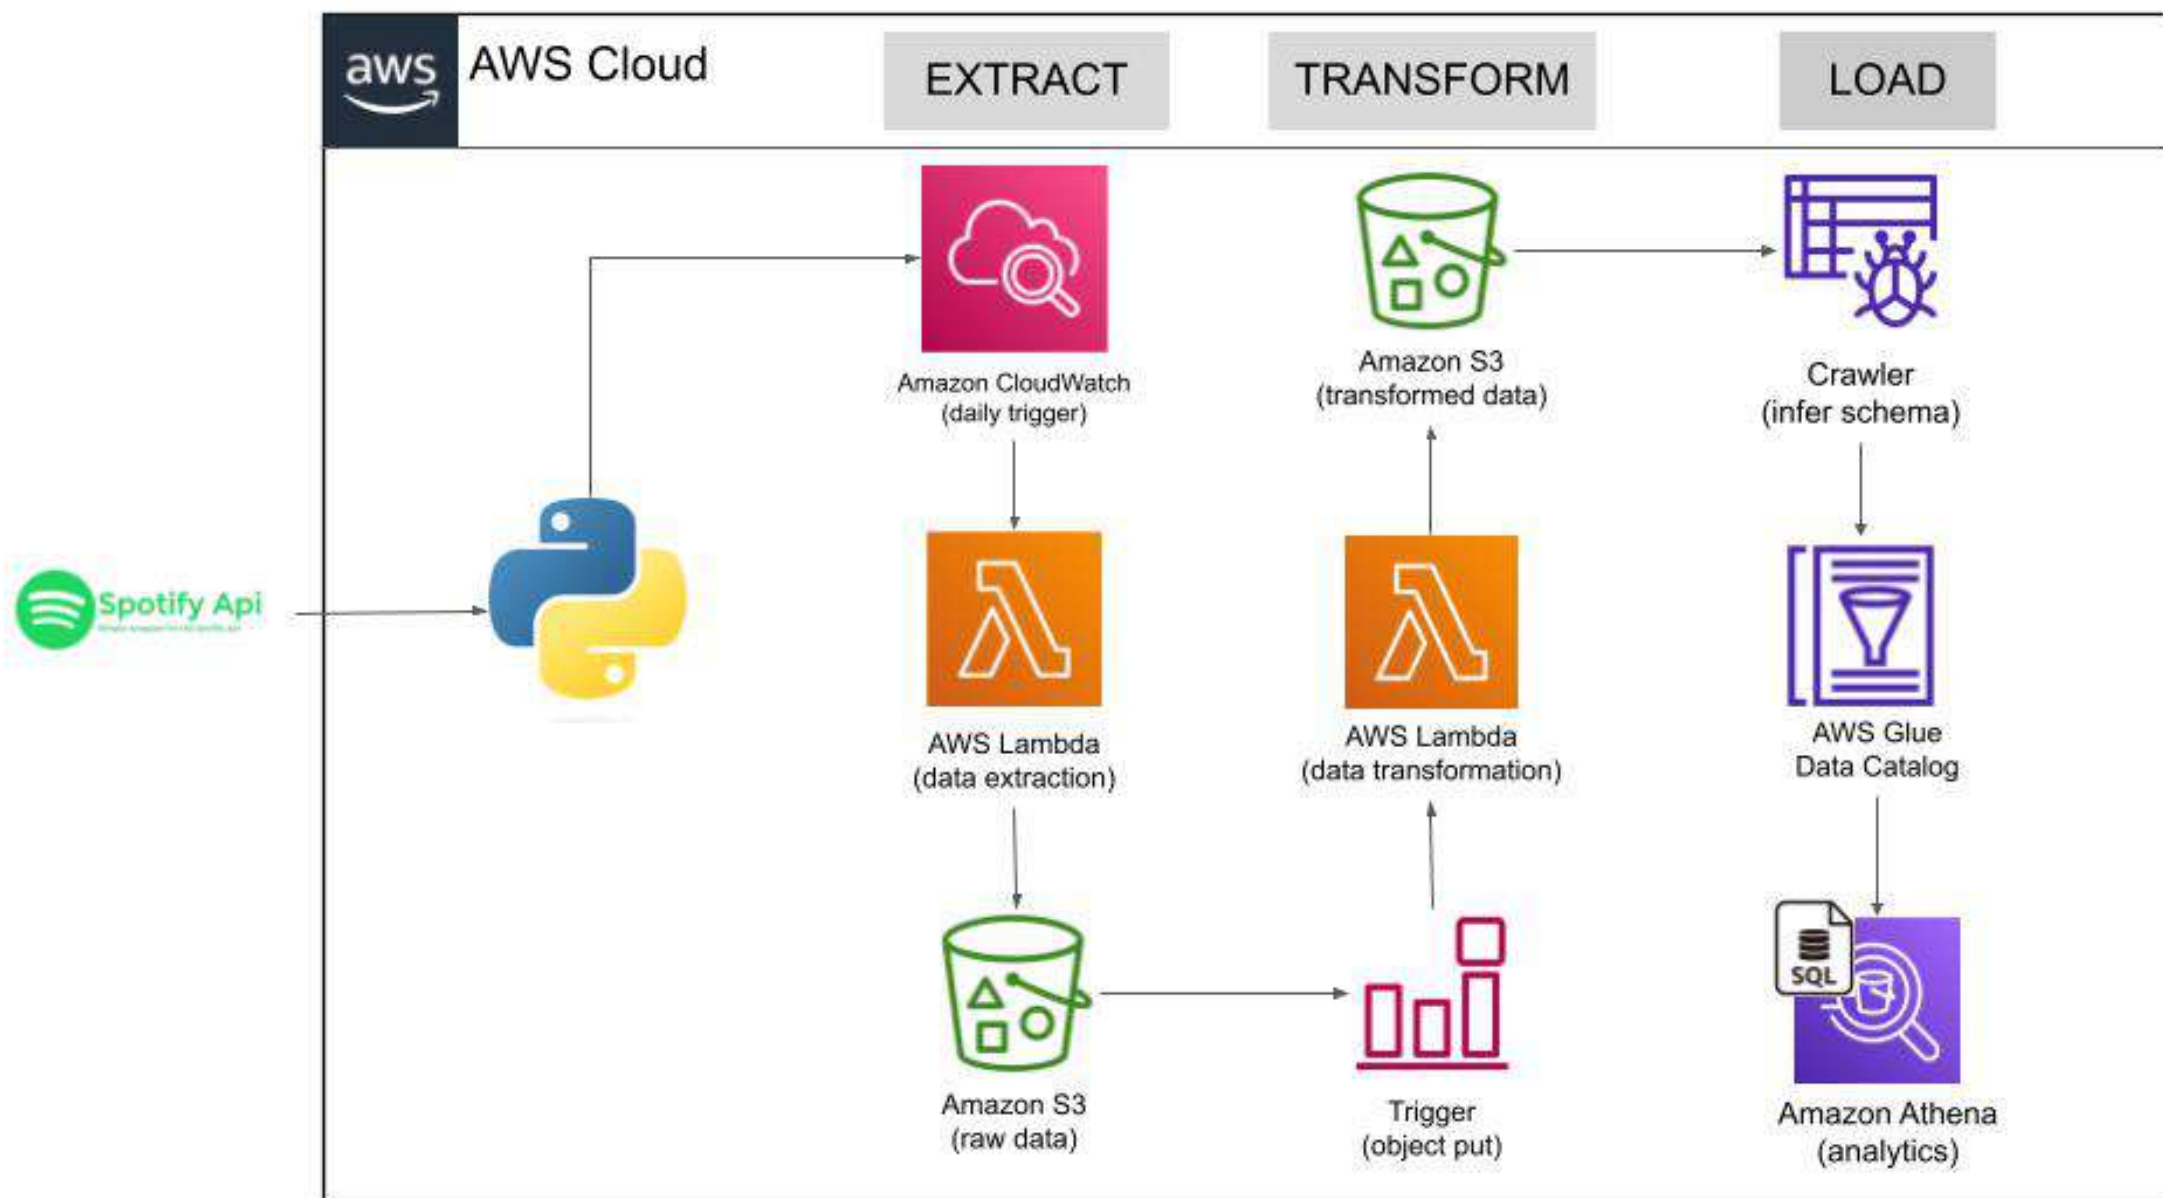 aws
AWS Cloud
EXTRACT
TRANSFORM
LOAD
Spotify Api
Amazon CloudWatch
(daily trigger)
AWS Lambda
(data extraction)
Amazon S3
(raw data)
Amazon S3
(transformed data)
AWS Lambda
(data transformation)
Trigger
(object put)
Crawler
(infer schema)
AWS Glue
Data Catalog
SQL
Amazon Athena
(analytics)